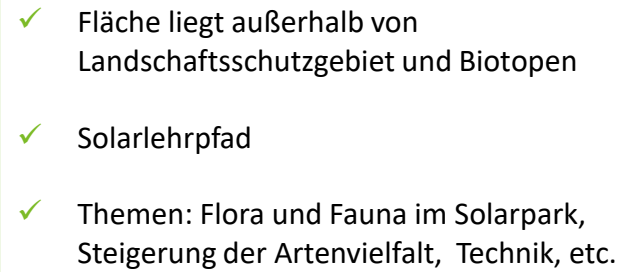 ✓ Fläche liegt außerhalb von
Landschaftsschutzgebiet und Biotopen
✓ Solarlehrpfad
✓ Themen: Flora und Fauna im Solarpark,
Steigerung der Artenvielfalt, Technik, etc.